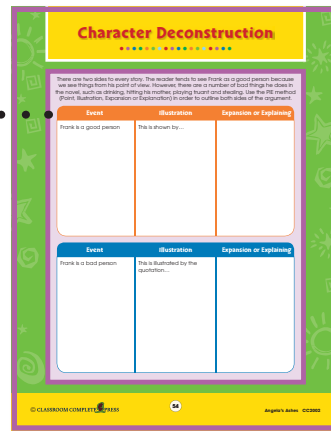 Character Deconstruction
There are two sides to every story. The reader tends to see Frank as a good person because
we see things from his point of view. However, there are a number of bad things he does in
the novel, such as drinking, hitting his mother, playing truant and stealing. Use the PIE method
(Point, Illustration, Expansion or Explanation) in order to outline both sides of the argument.
Event Illustration Expansion or Explaining
Frank is a good person This is shown by...
Event Illustration Expansion or Explaining
Frank is a bad person This is illustrated by the
quotation...
© CLASSROOM COMPLETE PRESS 54 Angela's Ashes CC2002